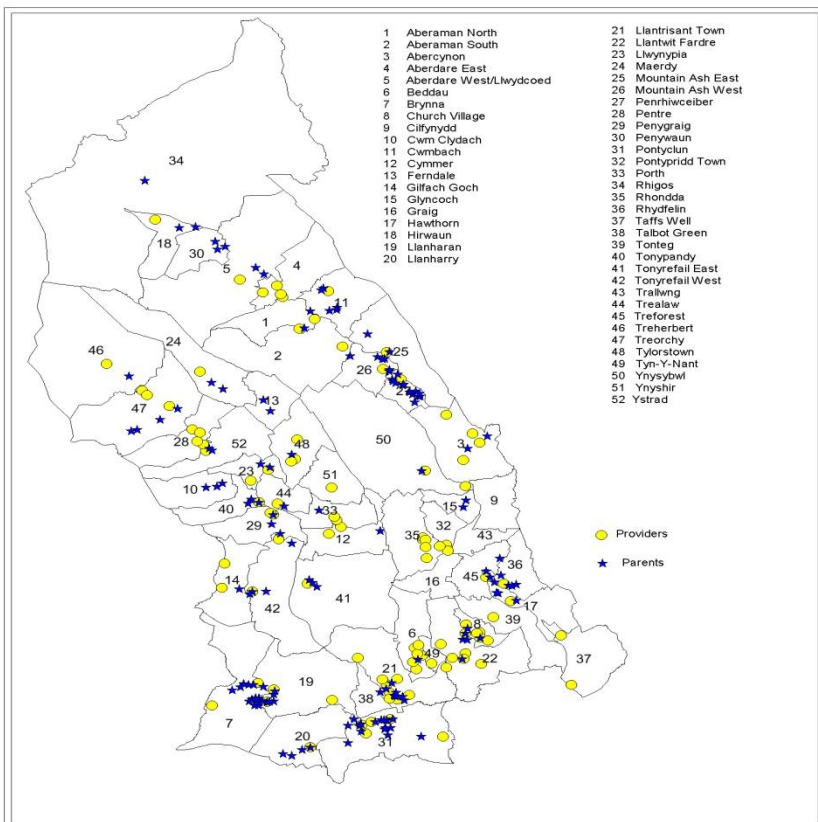 1 Aberaman North
2 Aberaman South
3 Abercynon
4 Aberdare East
5 Aberdare West/Llwydcoed
6 Beddau
7 Brynna
8 Church Village
9 Cilfynydd
10 Cwm Clydach
11 Cwmbach
12 Cymmer
13 Ferndale
14 Gilfach Goch
15 Glyncoch
16 Graig
17 Hawthorn
18 Hirwaun
19 Llanharan
20 Llanharry
21 Llantrisant Town
22 Llantwit Fardre
23 Llwynypia
24 Maerdy
25 Mountain Ash East
26 Mountain Ash West
27 Penrhiwceiber
28 Pentre
29 Penygraig
30 Penywaun
31 Pontyclun
32 Pontypridd Town
33 Porth
34 Rhigos
35 Rhondda
36 Rhydfelin
37 Taffs Well
38 Talbot Green
39 Tonteg
40 Tonypandy
41 Tonyrefail East
42 Tonyrefail West
43 Trallwng
44 Trealaw
45 Treforest
46 Treherbert
47 Treorchy
48 Tylorstown
49 Tyn-Y-Nant
50 Ynysybwl
51 Ynyshir
52 Ystrad
34
18
30
5
4
11
1
24
2
25
46
26
27
13
47
28
52
48
50
3
23
51
10
44
40
33
15
9
29
12
35
32
43
Providers
Parents
14
42
41
16
45
36
17
6
8
39
49
22
37
21
19
38
7
20
31